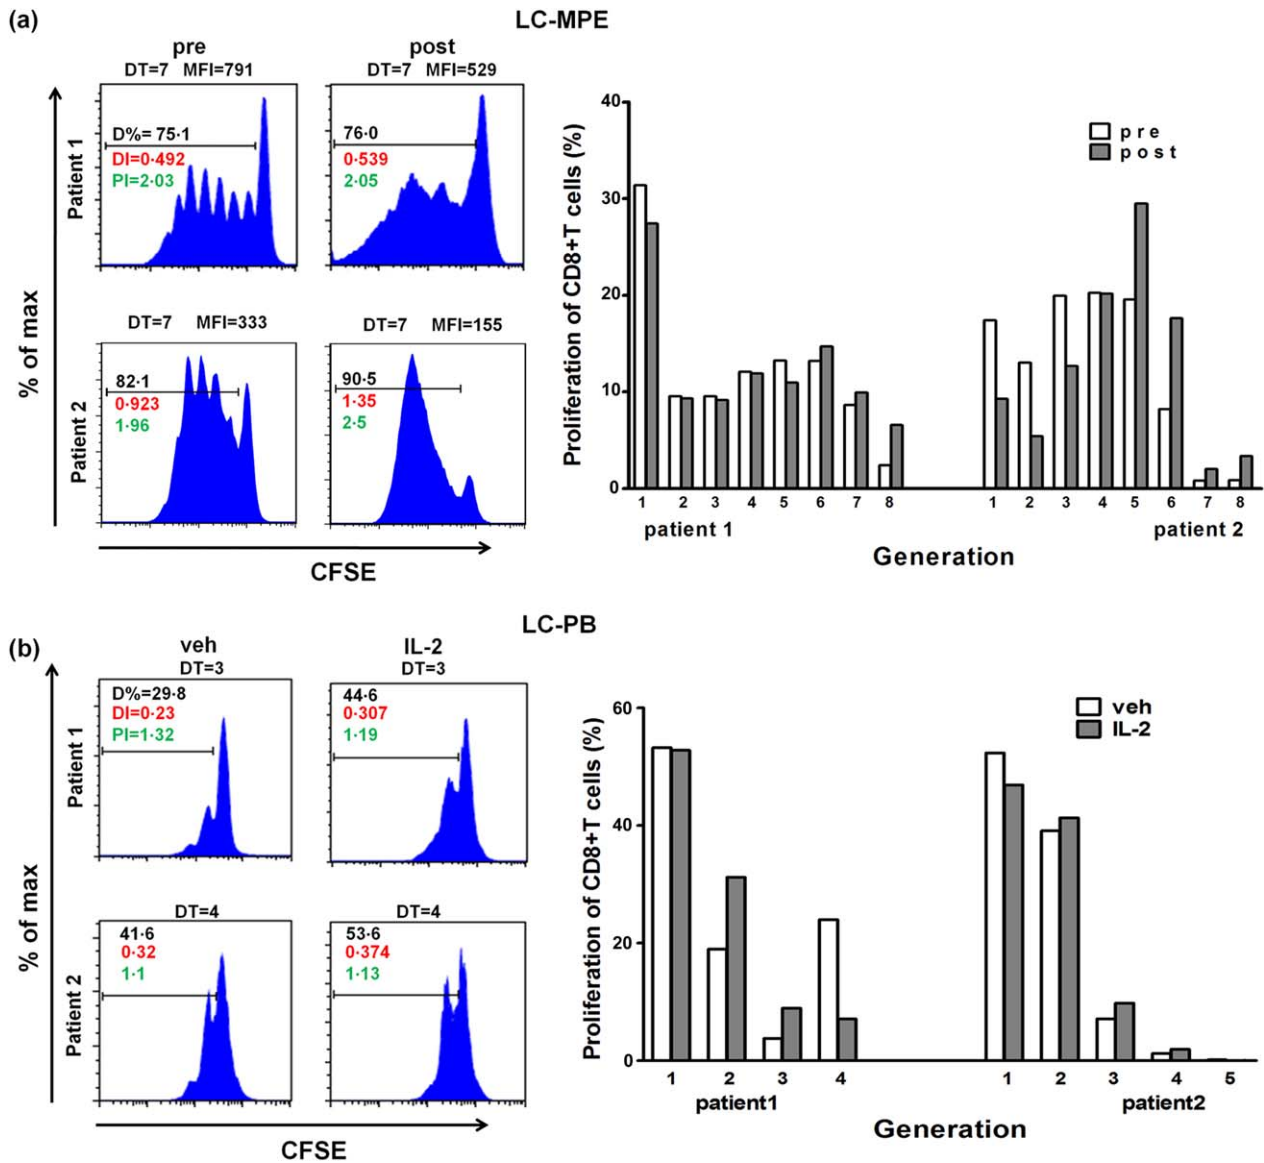 (a)
LC-MPE
pre
post
DT=7 MFI=791
DT=7 MFI=529
D%= 75·1
DI=0·492
PI=2·03
76·0
0·539
2·05
Patient 1
DT=7 MFI=333
DT=7 MFI=155
82·1
0·923
1·96
90·5
1·35
2·5
Patient 2
% of max
CFSE
Proliferation of CD8+T cells (%)
40
30
20
10
0
pre
post
1 2 3 4 5 6 7 8 1 2 3 4 5 6 7 8
patient 1 patient 2
Generation
(b)
LC-PB
veh
IL-2
DT=3
DT=3
D%=29·8
DI=0·23
PI=1·32
44·6
0·307
1·19
Patient 1
DT=4
DT=4
41·6
0·32
1·1
53·6
0·374
1·13
Patient 2
% of max
CFSE
Proliferation of CD8+T cells (%)
60
40
20
0
veh
IL-2
1 2 3 4 1 2 3 4 5
patient1 patient2
Generation